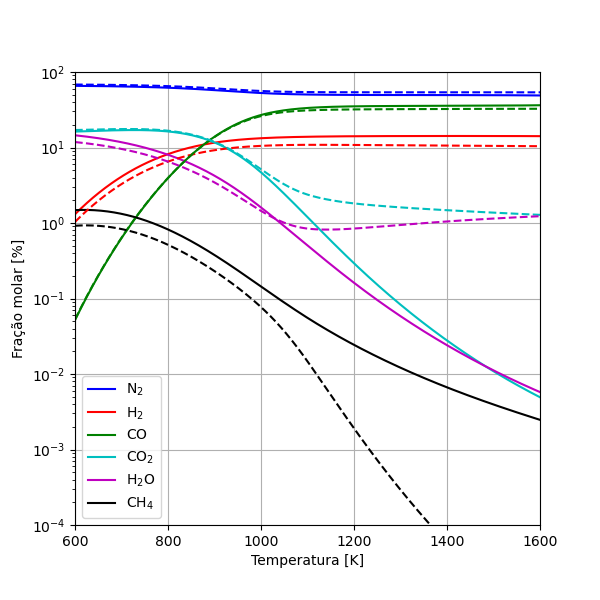 10²
10¹
10⁰
10⁻¹
10⁻²
10⁻³
10⁻⁴
Fração molar [%]
N₂
H₂
CO
CO₂
H₂O
CH₄
600 800 1000 1200 1400 1600
Temperatura [K]